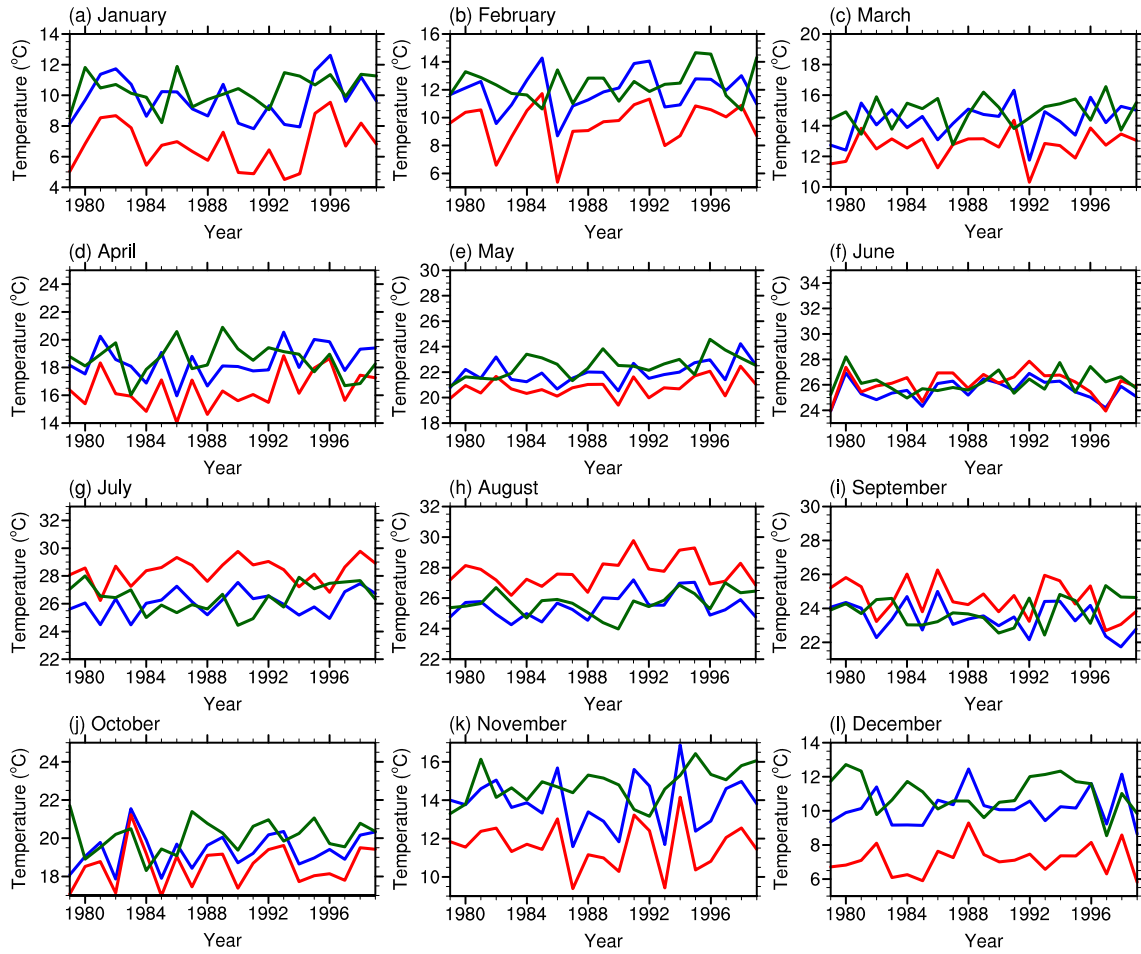 (a) January
Temperature (°C)
14
12
10
8
6
4
1980 1984 1988 1992 1996
Year
(b) February
Temperature (°C)
16
14
12
10
8
6
1980 1984 1988 1992 1996
Year
(c) March
Temperature (°C)
20
18
16
14
12
10
1980 1984 1988 1992 1996
Year
(d) April
Temperature (°C)
24
22
20
18
16
14
1980 1984 1988 1992 1996
Year
(e) May
Temperature (°C)
30
28
26
24
22
20
18
1980 1984 1988 1992 1996
Year
(f) June
Temperature (°C)
34
32
30
28
26
24
1980 1984 1988 1992 1996
Year
(g) July
Temperature (°C)
32
30
28
26
24
22
1980 1984 1988 1992 1996
Year
(h) August
Temperature (°C)
32
30
28
26
24
22
1980 1984 1988 1992 1996
Year
(i) September
Temperature (°C)
30
28
26
24
22
1980 1984 1988 1992 1996
Year
(j) October
Temperature (°C)
24
22
20
18
1980 1984 1988 1992 1996
Year
(k) November
Temperature (°C)
16
14
12
10
1980 1984 1988 1992 1996
Year
(l) December
Temperature (°C)
14
12
10
8
6
1980 1984 1988 1992 1996
Year